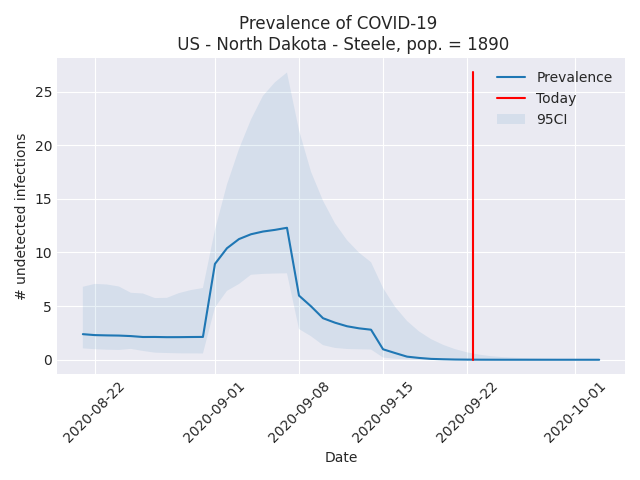 Prevalence of COVID-19
US - North Dakota - Steele, pop. = 1890
Prevalence
Today
95CI
# undetected infections
25
20
15
10
5
0
2020-08-22
2020-09-01
2020-09-08
2020-09-15
2020-09-22
2020-10-01
Date